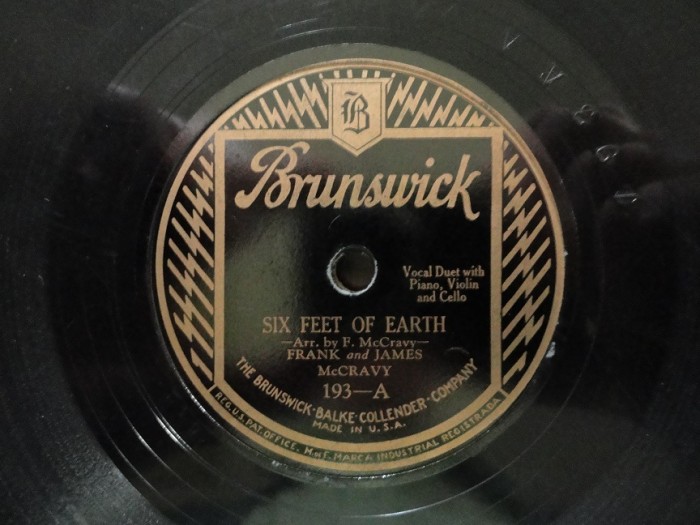 B
Brunswick
Vocal Duet with
Piano, Violin
and Cello
SIX FEET OF EARTH
—Arr. by F. McCravy—
FRANK and JAMES
McCRAVY
193—A
THE BRUNSWICK-BALKE-COLLENDER-COMPANY
MADE IN U.S.A.
REG. U.S. PAT. OFFICE. M. DE F. MARCA INDUSTRIAL REGISTRADA